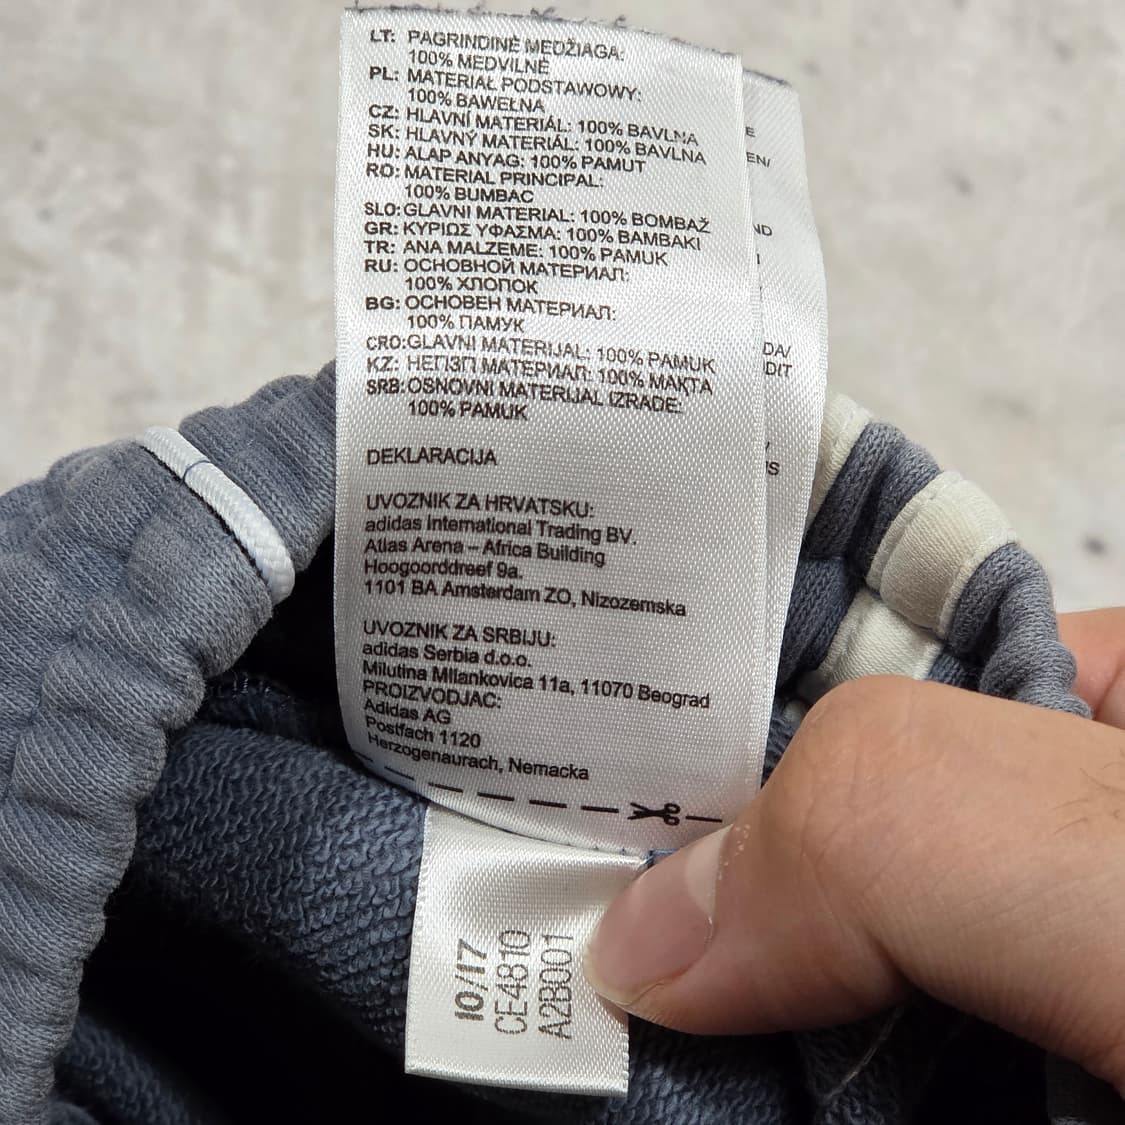 LT: PAGRINDINĖ MEDŽIAGA:
100% MEDVILNĖ
PL: MATERIAŁ PODSTAWOWY:
100% BAWEŁNA
CZ: HLAVNÍ MATERIÁL: 100% BAVLNA
SK: HLAVNÝ MATERIÁL: 100% BAVLNA
HU: ALAP ANYAG: 100% PAMUT
RO: MATERIAL PRINCIPAL:
100% BUMBAC
SLO: GLAVNI MATERIAL: 100% BOMBAŽ
GR: ΚΥΡΙΩΣ ΥΦΑΣΜΑ: 100% ΒΑΜΒΑΚΙ
TR: ANA MALZEME: 100% PAMUK
RU: ОСНОВНОЙ МАТЕРИАЛ:
100% ХЛОПОК
BG: ОСНОВЕН МАТЕРИАЛ:
100% ПАМУК
CRO: GLAVNI MATERIJAL: 100% PAMUK
KZ: НЕГІЗГІ МАТЕРИАЛ: 100% МАҚТА
SRB: OSNOVNI MATERIJAL IZRADE:
100% PAMUK
DEKLARACIJA
UVOZNIK ZA HRVATSKU:
adidas International Trading BV.
Atlas Arena – Africa Building
Hoogoorddreef 9a.
1101 BA Amsterdam ZO, Nizozemska
UVOZNIK ZA SRBIJU:
adidas Serbia d.o.o.
Milutina Milankovica 11a, 11070 Beograd
PROIZVODJAC:
Adidas AG
Postfach 1120
Herzogenaurach, Nemacka
10/17
CE4810
A2B001